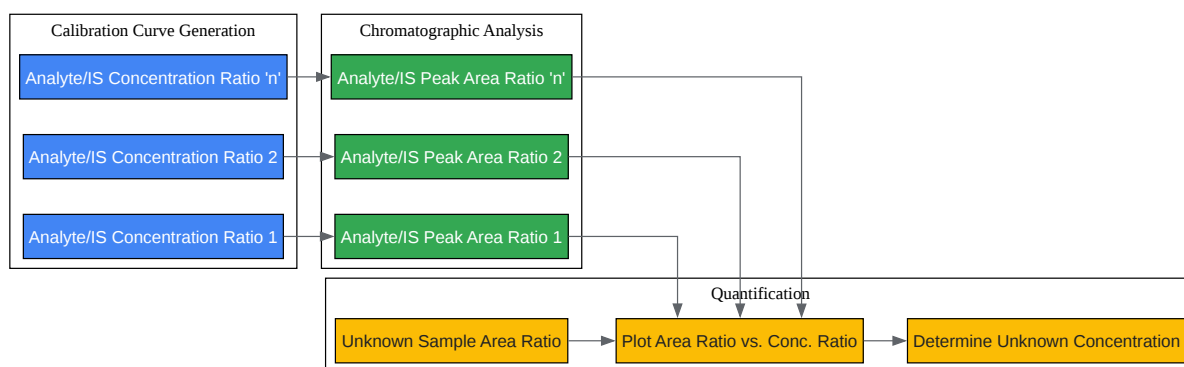 Calibration Curve Generation
Analyte/IS Concentration Ratio 'n'
Analyte/IS Concentration Ratio 2
Analyte/IS Concentration Ratio 1
Chromatographic Analysis
Analyte/IS Peak Area Ratio 'n'
Analyte/IS Peak Area Ratio 2
Analyte/IS Peak Area Ratio 1
Quantification
Unknown Sample Area Ratio
Plot Area Ratio vs. Conc. Ratio
Determine Unknown Concentration